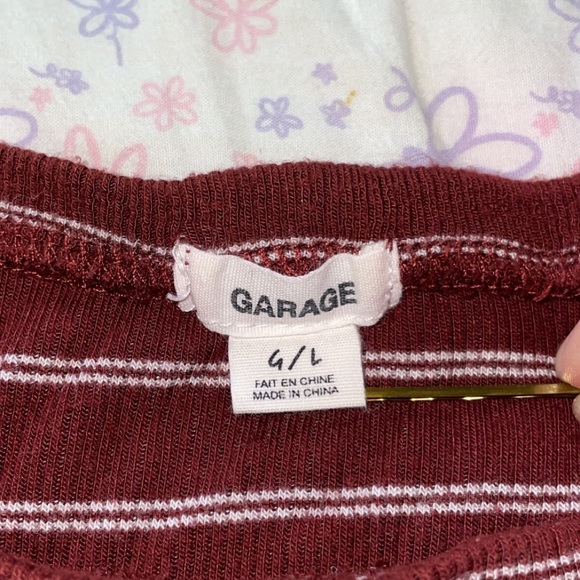 GARAGE
G/L
FAIT EN CHINE
MADE IN CHINA